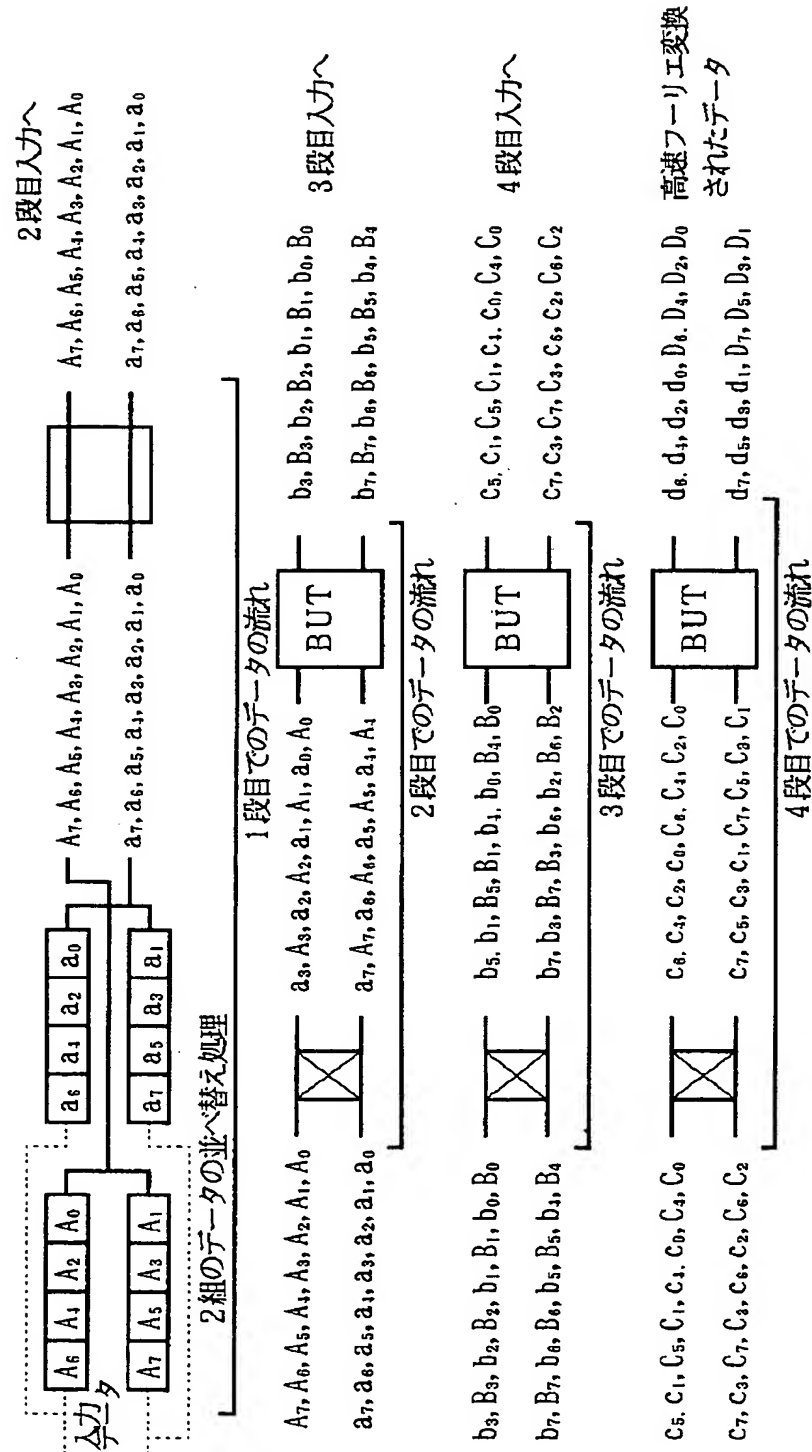 A₆ A₄ A₂ A₀
a₆ a₄ a₂ a₀
入力
データ
A₇ A₅ A₃ A₁
a₇ a₅ a₃ a₁
2組のデータの並べ替え処理
A₇, A₆, A₅, A₄, A₃, A₂, A₁, A₀
a₇, a₆, a₅, a₄, a₃, a₂, a₁, a₀
2段目入力へ
A₇, A₆, A₅, A₄, A₃, A₂, A₁, A₀
a₇, a₆, a₅, a₄, a₃, a₂, a₁, a₀
1段目でのデータの流れ
A₇, A₆, A₅, A₄, A₃, A₂, A₁, A₀
a₇, a₆, a₅, a₄, a₃, a₂, a₁, a₀
a₃, A₃, a₂, A₂, a₁, A₁, a₀, A₀
a₇, A₇, a₆, A₆, a₅, A₅, a₄, A₄
BUT
b₃, B₃, b₂, B₂, b₁, B₁, b₀, B₀
b₇, B₇, b₆, B₆, b₅, B₅, b₄, B₄
3段目入力へ
2段目でのデータの流れ
b₃, B₃, b₂, B₂, b₁, B₁, b₀, B₀
b₇, B₇, b₆, B₆, b₅, B₅, b₄, B₄
b₅, b₁, B₅, B₁, b₄, b₀, B₄, B₀
b₇, b₃, B₇, B₃, b₆, b₂, B₆, B₂
BUT
c₅, c₁, C₅, C₁, c₄, c₀, C₄, C₀
c₇, c₃, C₇, C₃, c₆, c₂, C₆, C₂
4段目入力へ
3段目でのデータの流れ
c₅, c₁, C₅, C₁, c₄, c₀, C₄, C₀
c₇, c₃, C₇, C₃, c₆, c₂, C₆, C₂
c₆, c₄, c₂, c₀, C₆, C₄, C₂, C₀
c₇, c₅, c₃, c₁, C₇, C₅, C₃, C₁
BUT
d₆, d₄, d₂, d₀, D₆, D₄, D₂, D₀
d₇, d₅, d₃, d₁, D₇, D₅, D₃, D₁
高速フーリエ変換
されたデータ
4段目でのデータの流れ